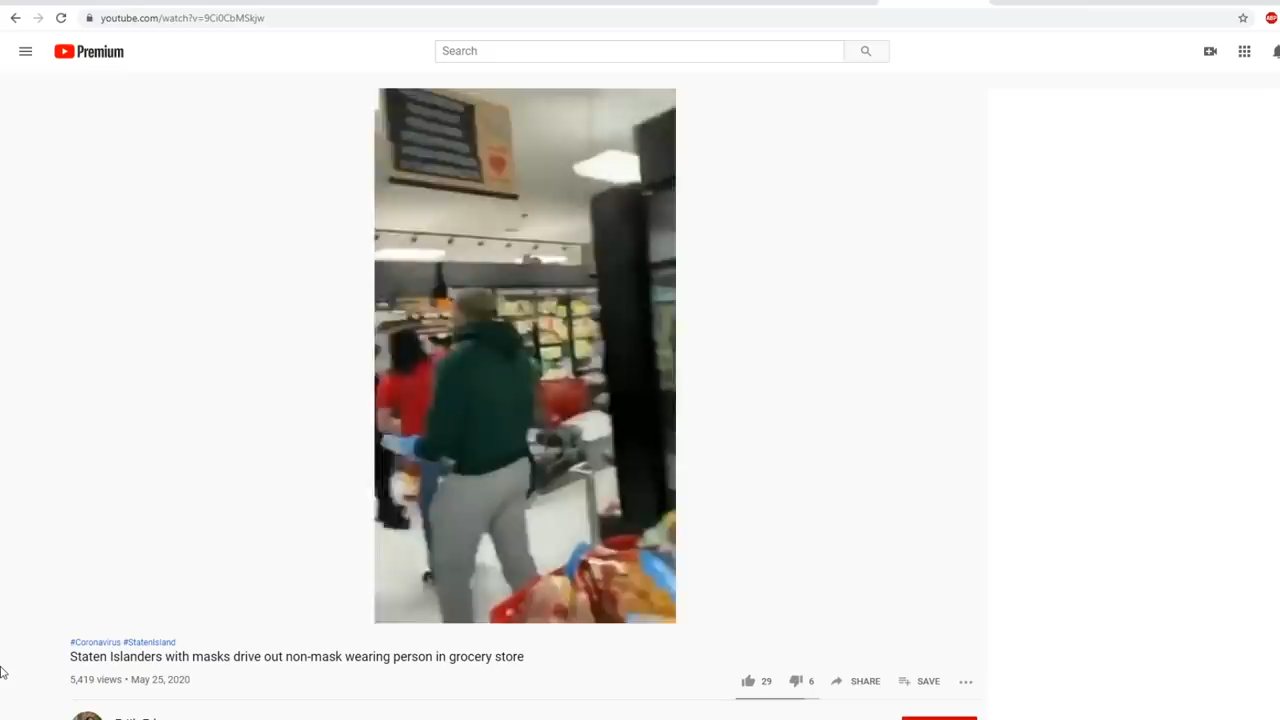 youtube.com/watch?v=9Ci0CbMSkjw
ABP
Premium
Search
#Coronavirus #StatenIsland
Staten Islanders with masks drive out non-mask wearing person in grocery store
5,419 views • May 25, 2020
29
6
SHARE
SAVE